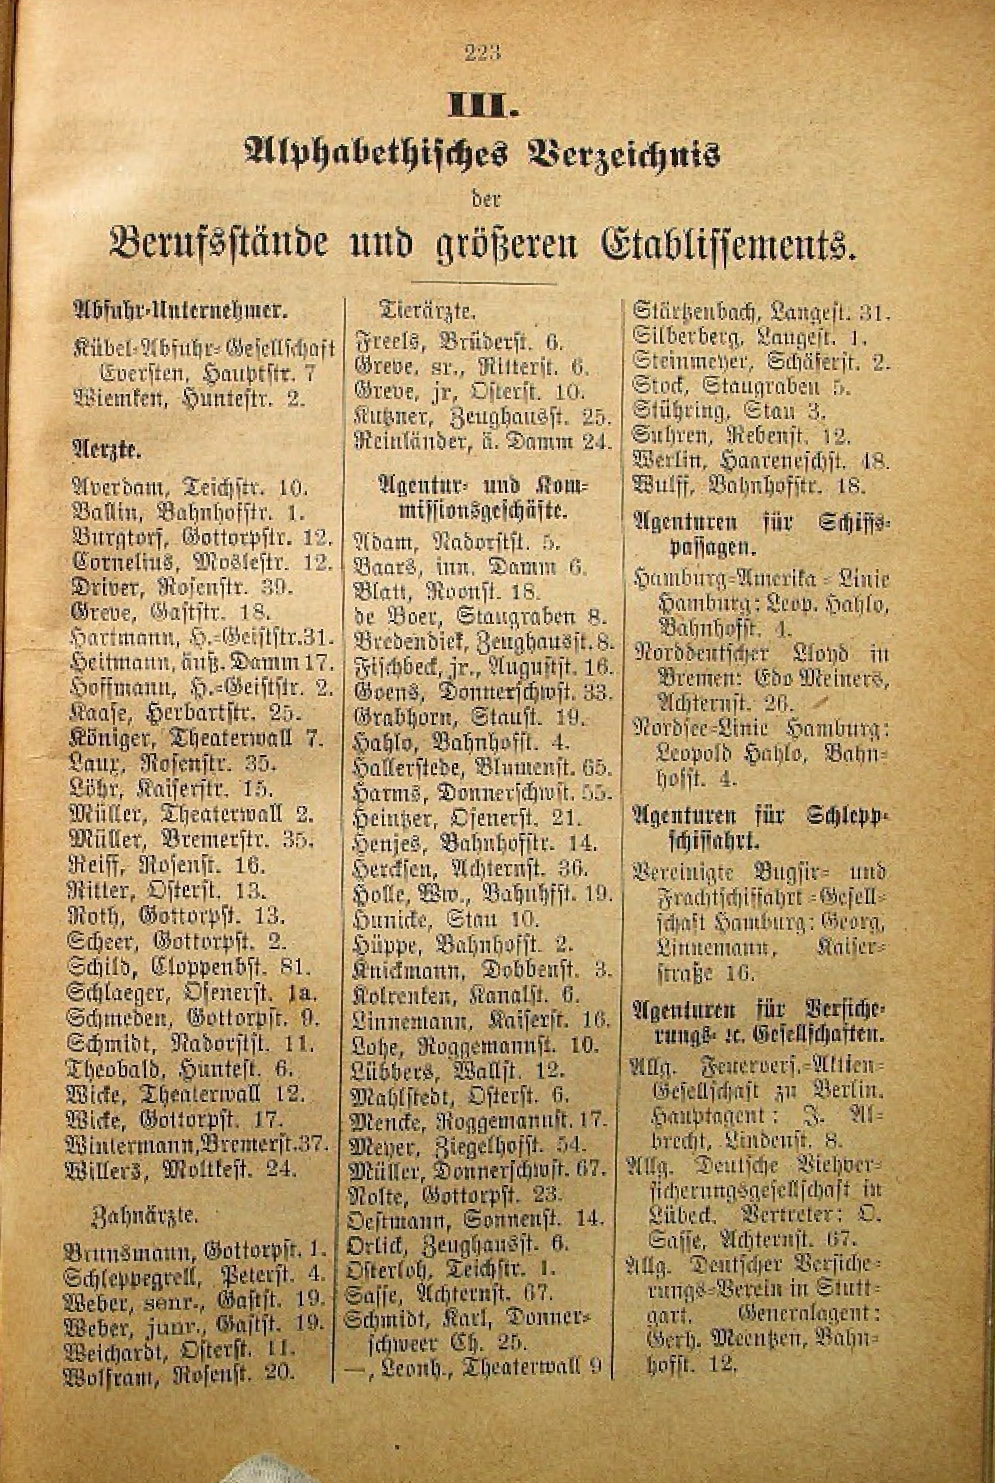 223
III.
Alphabethisches Verzeichnis
der
Berufsstände und größeren Etablissements.
Abfuhr-Unternehmer.
Kübel-Abfuhr-Gesellschaft
Eversten, Hauptstr. 7
Wiemken, Huntestr. 2.
Aerzte.
Averdam, Teichstr. 10.
Ballin, Bahnhofstr. 1.
Burgtorf, Gottorpstr. 12.
Cornelius, Moslestr. 12.
Driver, Rosenstr. 39.
Greve, Gaststr. 18.
Hartmann, H.-Geiststr.31.
Heitmann, äuß. Damm 17.
Hoffmann, H.-Geiststr. 2.
Kaase, Herbartstr. 25.
Königer, Theaterwall 7.
Laux, Rosenstr. 35.
Löhr, Kaiserstr. 15.
Müller, Theaterwall 2.
Müller, Bremerstr. 35.
Reiff, Rosenst. 16.
Ritter, Osterst. 13.
Roth, Gottorpst. 13.
Scheer, Gottorpst. 2.
Schild, Cloppenbst. 81.
Schlaeger, Ofenerst. 1a.
Schmeden, Gottorpst. 9.
Schmidt, Nadorstst. 11.
Theobald, Huntest. 6.
Wicke, Theaterwall 12.
Wicke, Gottorpst. 17.
Wintermann,Bremerst.37.
Willers, Moltkest. 24.
Zahnärzte.
Brunsmann, Gottorpst. 1.
Schleppegrell, Peterst. 4.
Weber, senr., Gastst. 19.
Weber, junr., Gastst. 19.
Weichardt, Osterst. 11.
Wolfram, Rosenst. 20.
Tierärzte.
Freels, Brüderst. 6.
Greve, sr., Ritterst. 6.
Greve, jr, Osterst. 10.
Kutzner, Zeughausst. 25.
Reinländer, ä. Damm 24.
Agentur- und Kom-
missionsgeschäfte.
Adam, Nadorstst. 5.
Baars, inn. Damm 6.
Blatt, Roonst. 18.
de Boer, Staugraben 8.
Bredendiek, Zeughausst. 8.
Fischbeck, jr., Augustst. 16.
Goens, Donnerschwst. 33.
Grabhorn, Staust. 19.
Hahlo, Bahnhofst. 4.
Hallerstede, Blumenst. 65.
Harms, Donnerschwst. 55.
Heintzer, Ofenerst. 21.
Henjes, Bahnhofstr. 14.
Hercksen, Achternst. 36.
Holle, Ww., Bahnhfst. 19.
Hunicke, Stau 10.
Hüppe, Bahnhofst. 2.
Knickmann, Dobbenst. 3.
Kolrenken, Kanalst. 6.
Linnemann, Kaiserst. 16.
Lohe, Roggemannst. 10.
Lübbers, Wallst. 12.
Mahlstedt, Osterst. 6.
Mencke, Roggemannst. 17.
Meyer, Ziegelhofst. 54.
Müller, Donnerschwst. 67.
Nolte, Gottorpst. 23.
Oestmann, Sonnenst. 14.
Orlick, Zeughausst. 6.
Osterloh, Teichstr. 1.
Sasse, Achternst. 67.
Schmidt, Karl, Donner-
schweer Ch. 25.
—, Leonh., Theaterwall 9
Stärtzenbach, Langest. 31.
Silberberg, Langest. 1.
Steinmeyer, Schäferst. 2.
Stock, Staugraben 5.
Stühring, Stau 3.
Suhren, Rebenst. 12.
Werlin, Haareneschst. 48.
Wulff, Bahnhofstr. 18.
Agenturen für Schiffs-
passagen.
Hamburg-Amerika-Linie
Hamburg: Leop. Hahlo,
Bahnhofst. 4.
Norddeutscher Lloyd in
Bremen: Edo Meiners,
Achternst. 26.
Nordsee-Linie Hamburg:
Leopold Hahlo, Bahn-
hofst. 4.
Agenturen für Schlepp-
schiffahrt.
Vereinigte Bugsir- und
Frachtschiffahrt-Gesell-
schaft Hamburg: Georg,
Linnemann, Kaiser-
straße 16.
Agenturen für Versiche-
rungs- ꝛc. Gesellschaften.
Allg. Feuervers.-Aktien-
Gesellschaft zu Berlin.
Hauptagent: J. Al-
brecht, Lindenst. 8.
Allg. Deutsche Viehver-
sicherungsgesellschaft in
Lübeck. Vertreter: O.
Sasse, Achternst. 67.
Allg. Deutscher Versiche-
rungs-Verein in Stutt-
gart. Generalagent:
Gerh. Meentzen, Bahn-
hofst. 12.